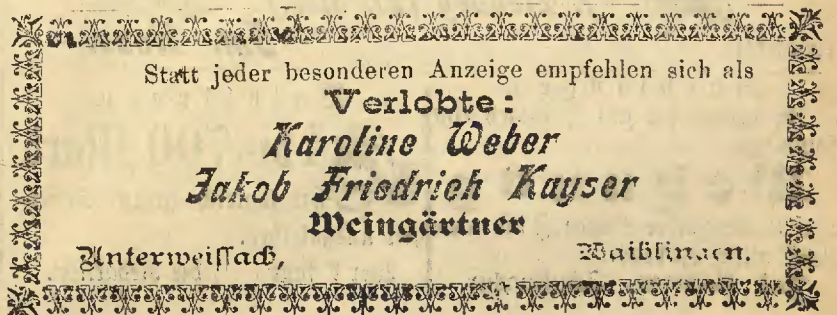 Statt jeder besonderen Anzeige empfehlen sich als
Verlobte:
Karoline Weber
Jakob Friedrich Kayser
Weingärtner
Unterweissach, Waiblingen.